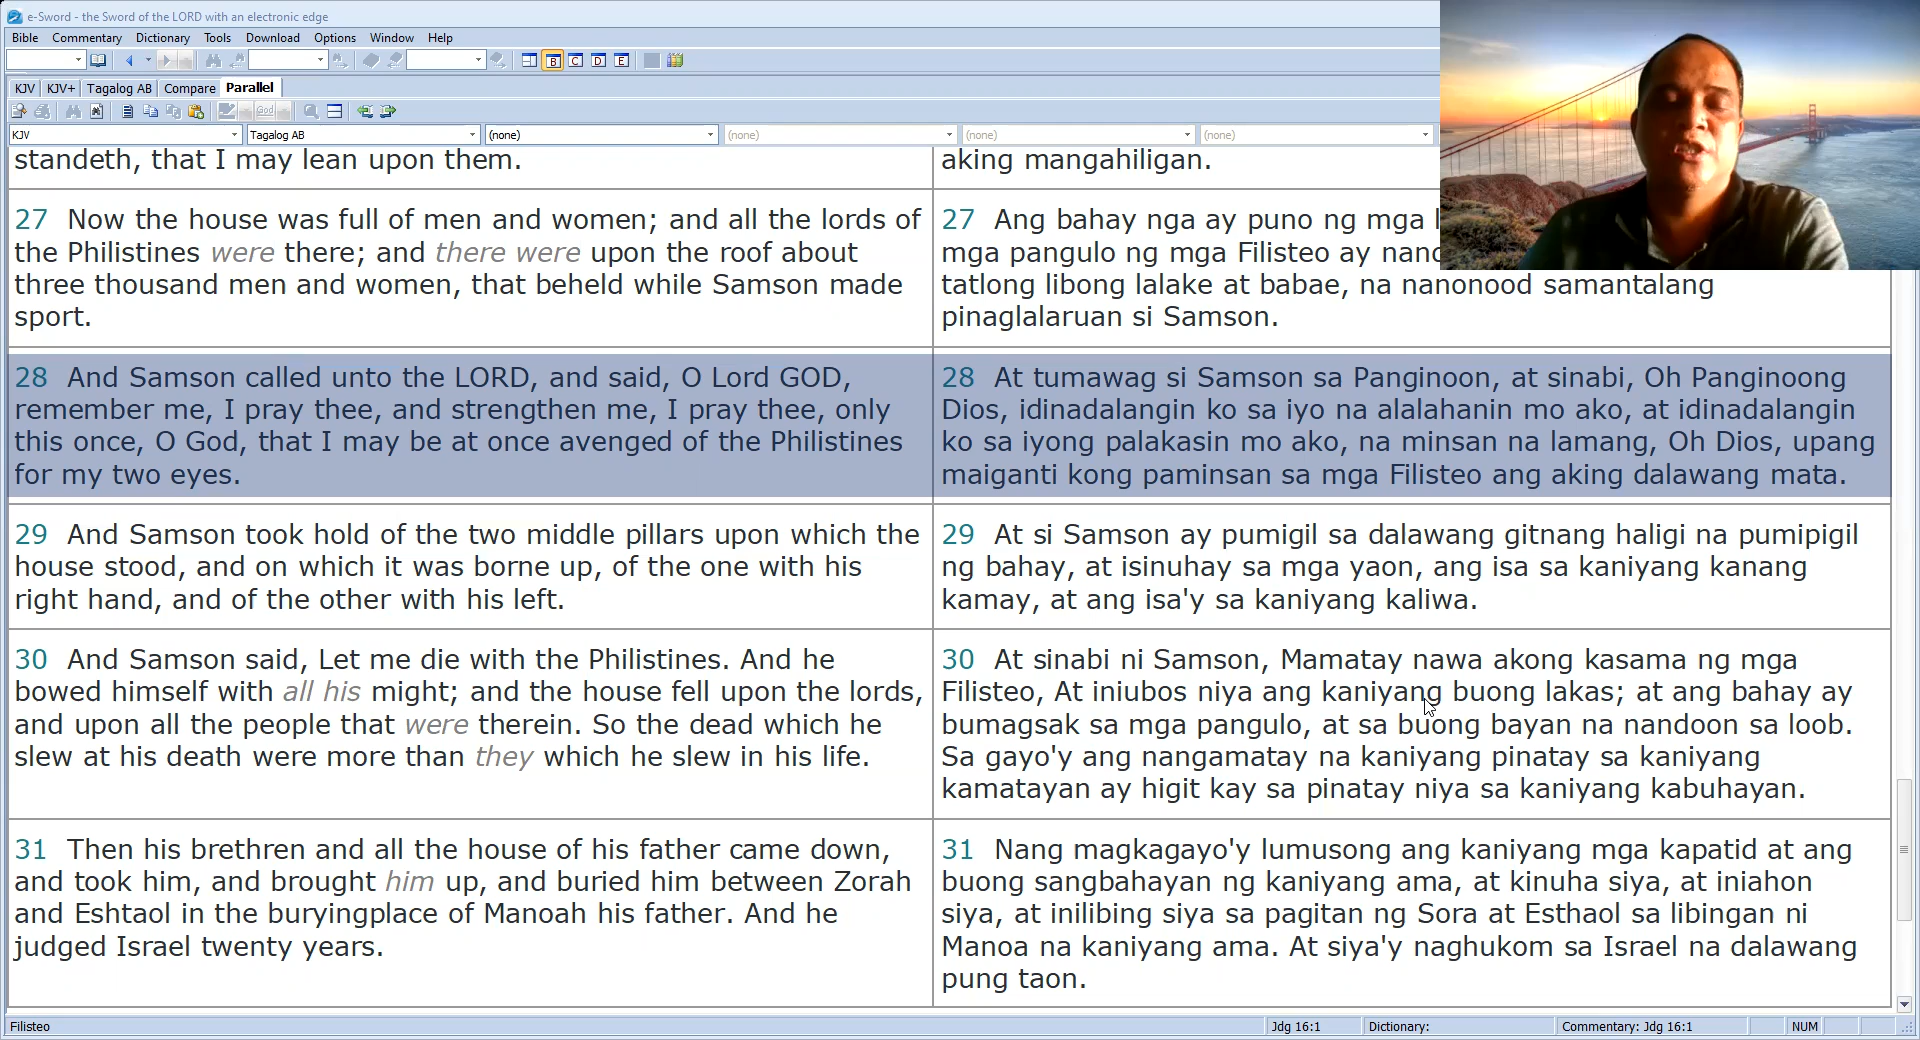 e-Sword - the Sword of the LORD with an electronic edge
Bible Commentary Dictionary Tools Download Options Window Help
B C D E
KJV KJV+ Tagalog AB Compare Parallel
God
KJV Tagalog AB (none) (none) (none) (none)
standeth, that I may lean upon them.
27 Now the house was full of men and women; and all the lords of
the Philistines were there; and there were upon the roof about
three thousand men and women, that beheld while Samson made
sport.
28 And Samson called unto the LORD, and said, O Lord GOD,
remember me, I pray thee, and strengthen me, I pray thee, only
this once, O God, that I may be at once avenged of the Philistines
for my two eyes.
29 And Samson took hold of the two middle pillars upon which the
house stood, and on which it was borne up, of the one with his
right hand, and of the other with his left.
30 And Samson said, Let me die with the Philistines. And he
bowed himself with all his might; and the house fell upon the lords,
and upon all the people that were therein. So the dead which he
slew at his death were more than they which he slew in his life.
31 Then his brethren and all the house of his father came down,
and took him, and brought him up, and buried him between Zorah
and Eshtaol in the buryingplace of Manoah his father. And he
judged Israel twenty years.
aking mangahiligan.
27 Ang bahay nga ay puno ng mga
mga pangulo ng mga Filisteo ay
tatlong libong lalake at babae, na nanonood samantalang
pinaglalaruan si Samson.
28 At tumawag si Samson sa Panginoon, at sinabi, Oh Panginoong
Dios, idinadalangin ko sa iyo na alalahanin mo ako, at idinadalangin
ko sa iyong palakasin mo ako, na minsan na lamang, Oh Dios, upang
maiganti kong paminsan sa mga Filisteo ang aking dalawang mata.
29 At si Samson ay pumigil sa dalawang gitnang haligi na pumipigil
ng bahay, at isinuhay sa mga yaon, ang isa sa kaniyang kanang
kamay, at ang isa'y sa kaniyang kaliwa.
30 At sinabi ni Samson, Mamatay nawa akong kasama ng mga
Filisteo, At iniubos niya ang kaniyang buong lakas; at ang bahay ay
bumagsak sa mga pangulo, at sa buong bayan na nandoon sa loob.
Sa gayo'y ang nangamatay na kaniyang pinatay sa kaniyang
kamatayan ay higit kay sa pinatay niya sa kaniyang kabuhayan.
31 Nang magkagayo'y lumusong ang kaniyang mga kapatid at ang
buong sangbahayan ng kaniyang ama, at kinuha siya, at iniahon
siya, at inilibing siya sa pagitan ng Sora at Esthaol sa libingan ni
Manoa na kaniyang ama. At siya'y naghukom sa Israel na dalawang
pung taon.
Filisteo Jdg 16:1 Dictionary: Commentary: Jdg 16:1 NUM